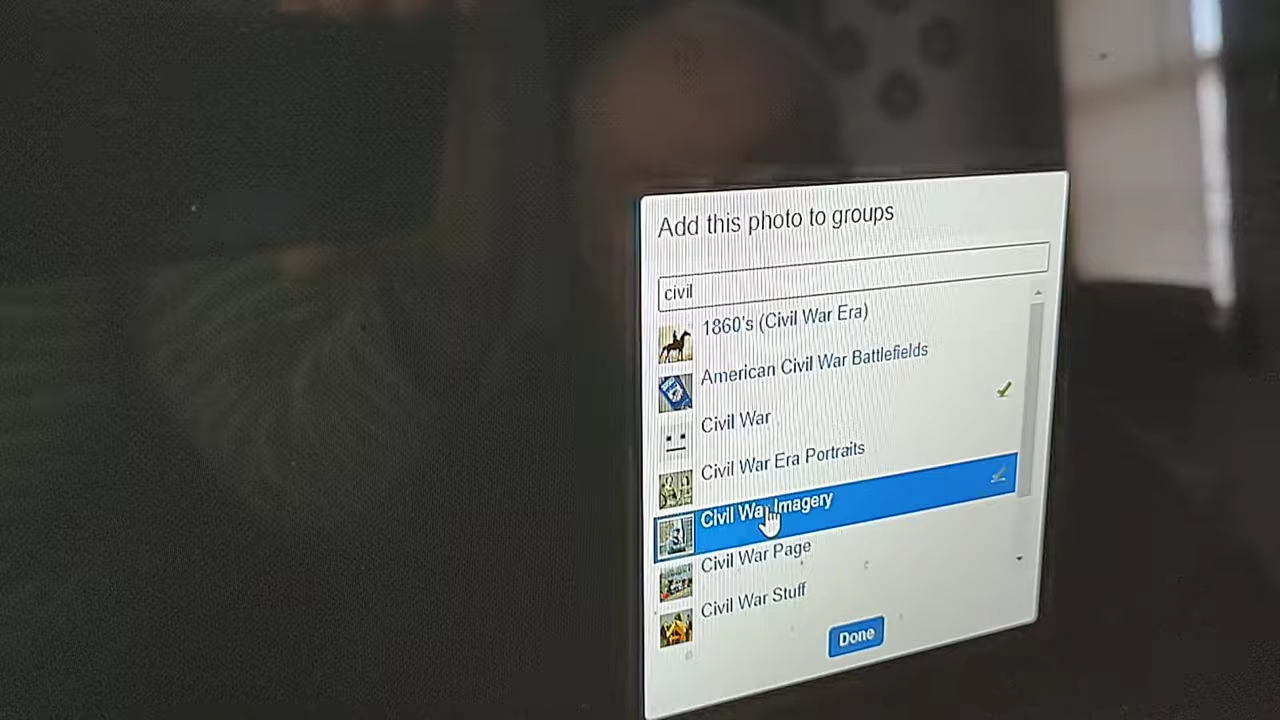 Add this photo to groups
civil
1860's (Civil War Era)
American Civil War Battlefields
Civil War
Civil War Era Portraits
Civil War Imagery
Civil War Page
Civil War Stuff
Done